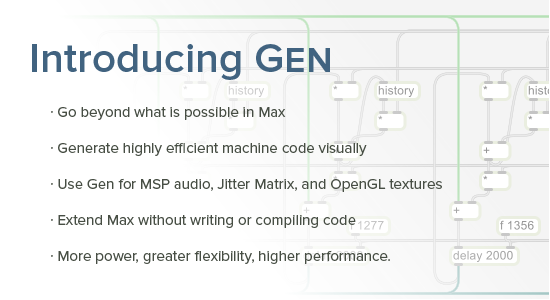 Introducing GEN
· Go beyond what is possible in Max
· Generate highly efficient machine code visually
· Use Gen for MSP audio, Jitter Matrix, and OpenGL textures
· Extend Max without writing or compiling code
· More power, greater flexibility, higher performance.
* history * history * histo
* *
+ +
*
+ +
f 1277 f 1356
delay 2000